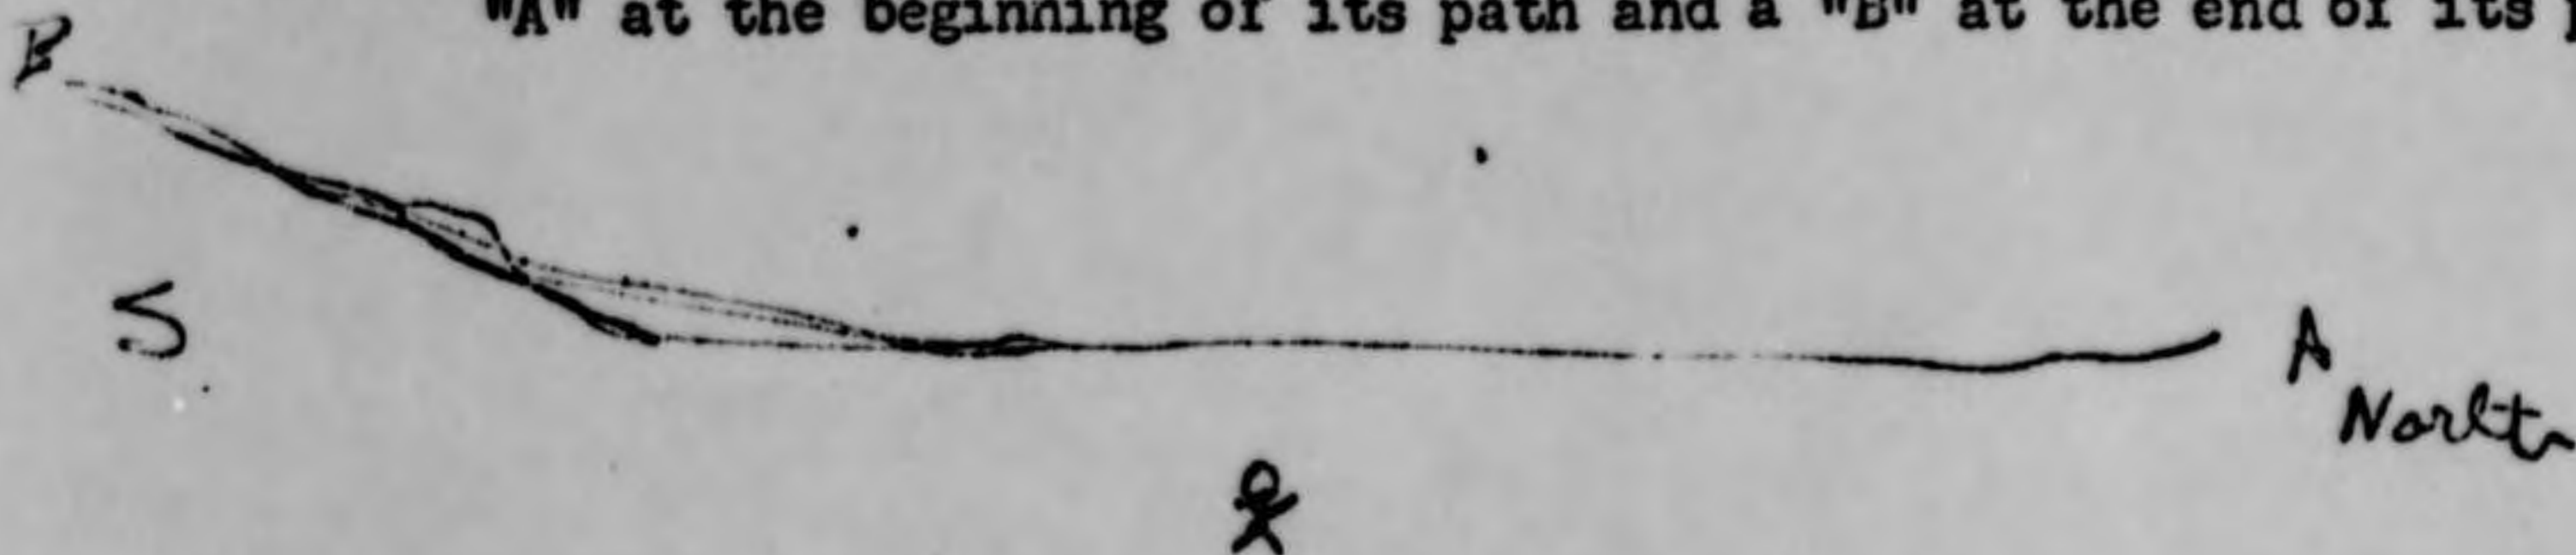 "A" at the beginning of its path and a "B" at the end of its
B
S
A
North